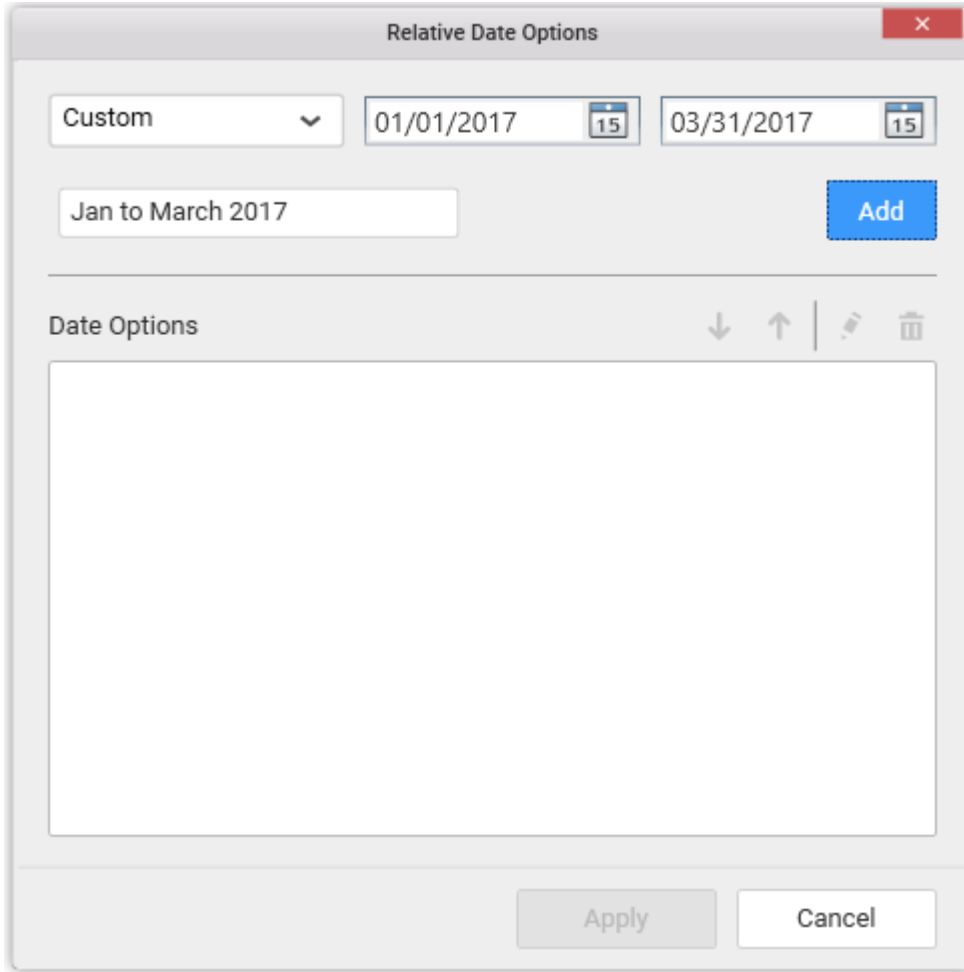 Relative Date Options
Custom 01/01/2017 15 03/31/2017 15
Jan to March 2017 Add
Date Options
Apply Cancel